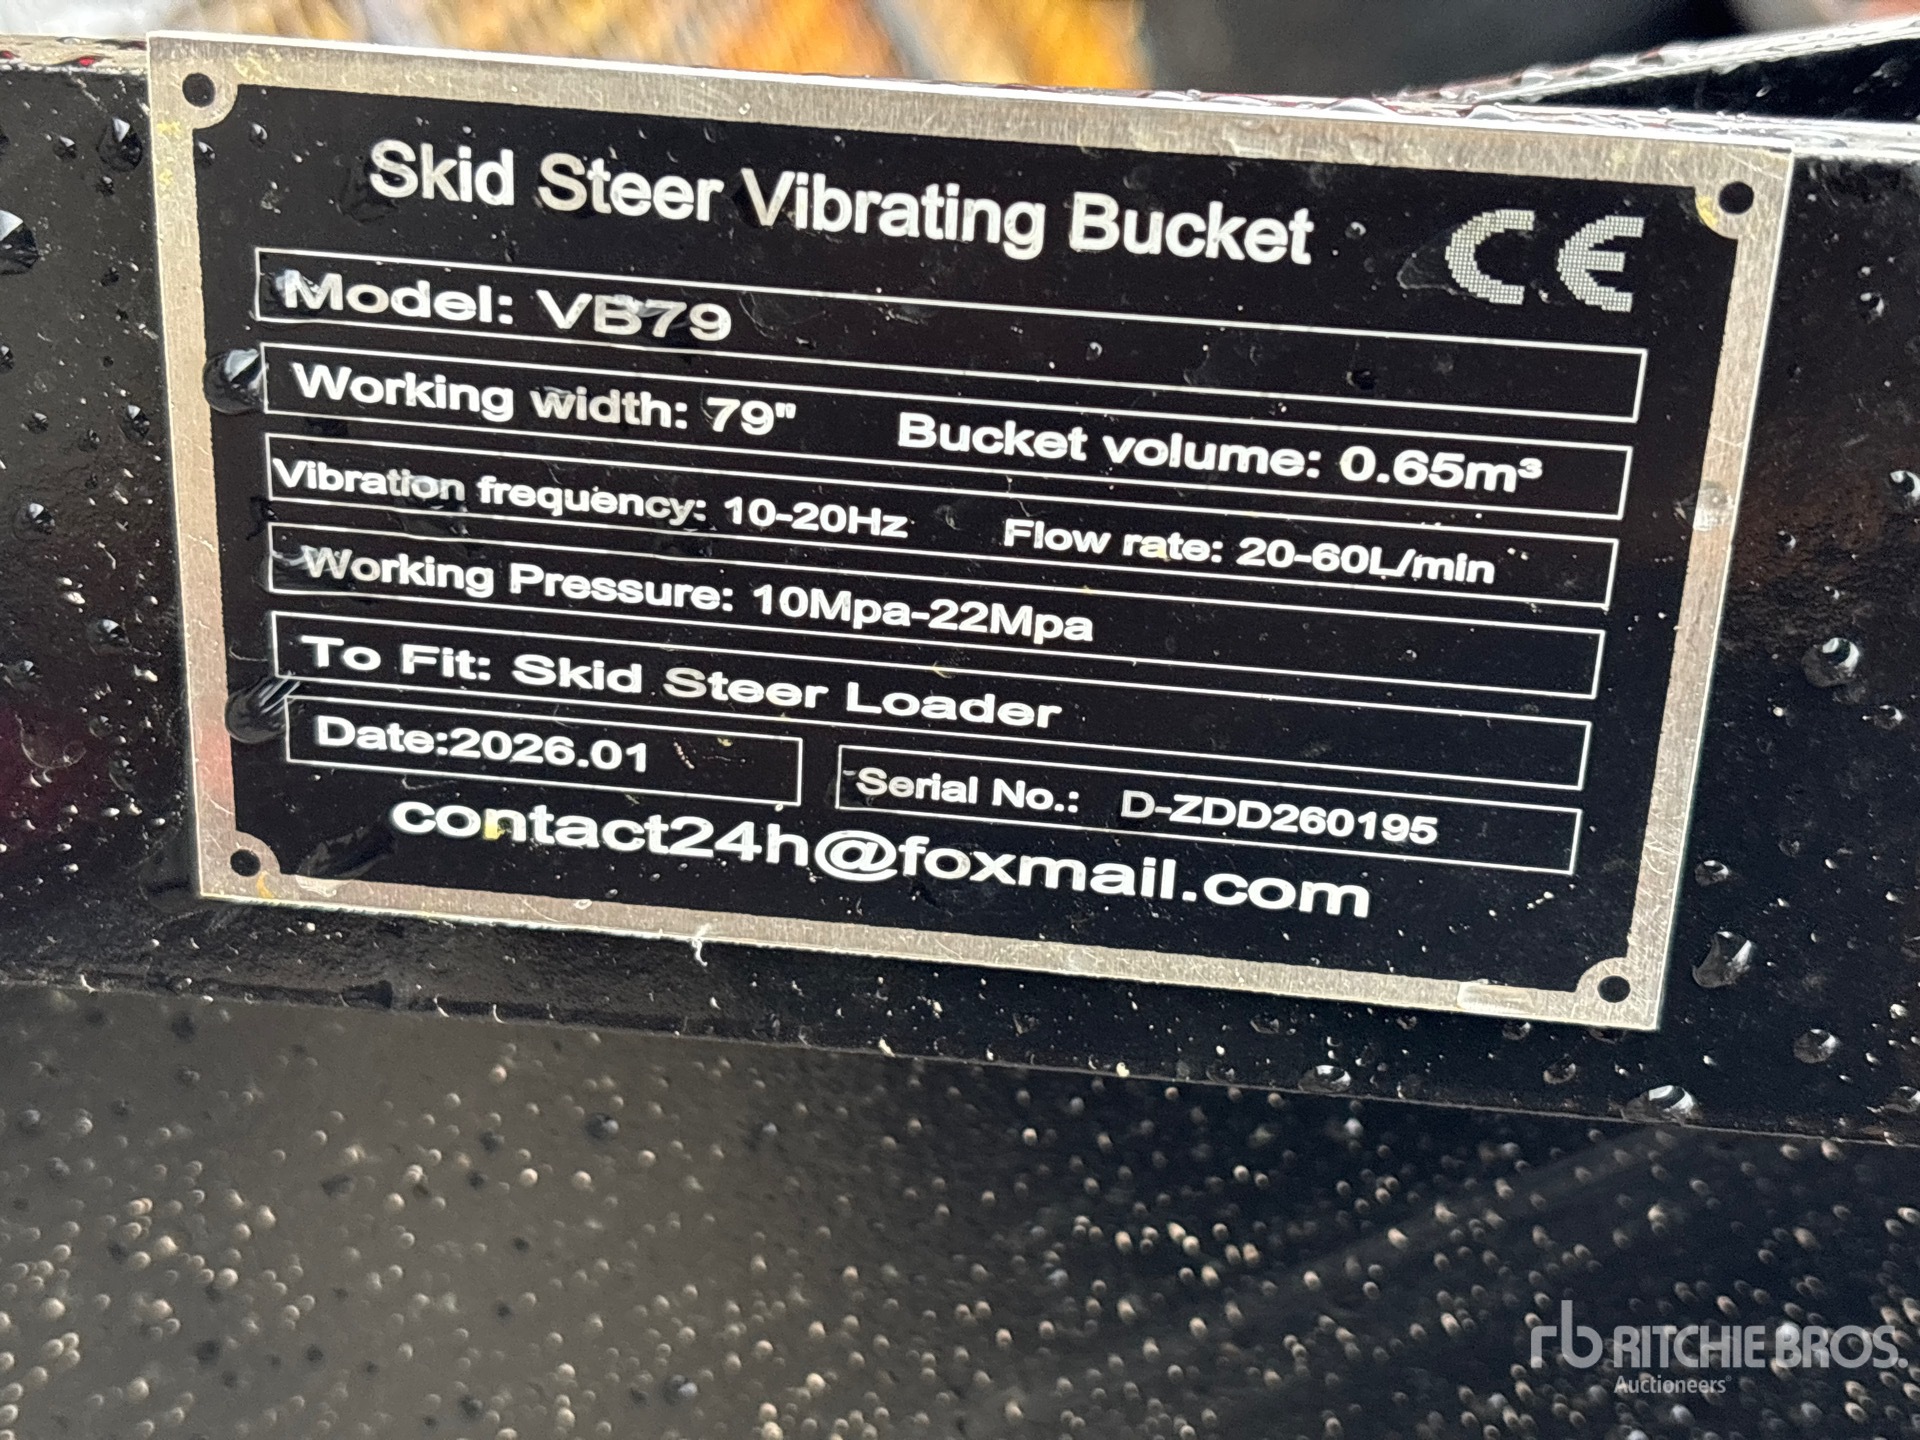 Skid Steer Vibrating Bucket CE
Model: VB79
Working width: 79" Bucket volume: 0.65m³
Vibration frequency: 10-20Hz Flow rate: 20-60L/min
Working Pressure: 10Mpa-22Mpa
To Fit: Skid Steer Loader
Date:2026.01 Serial No.: D-ZDD260195
contact24h@foxmail.com
rb RITCHIE BROS.
Auctioneers®